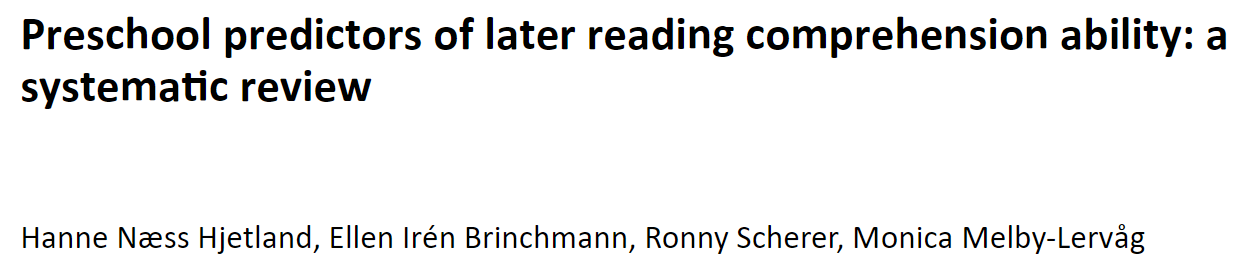 Preschool predictors of later reading comprehension ability: a
systematic review
Hanne Næss Hjetland, Ellen Irén Brinchmann, Ronny Scherer, Monica Melby-Lervåg